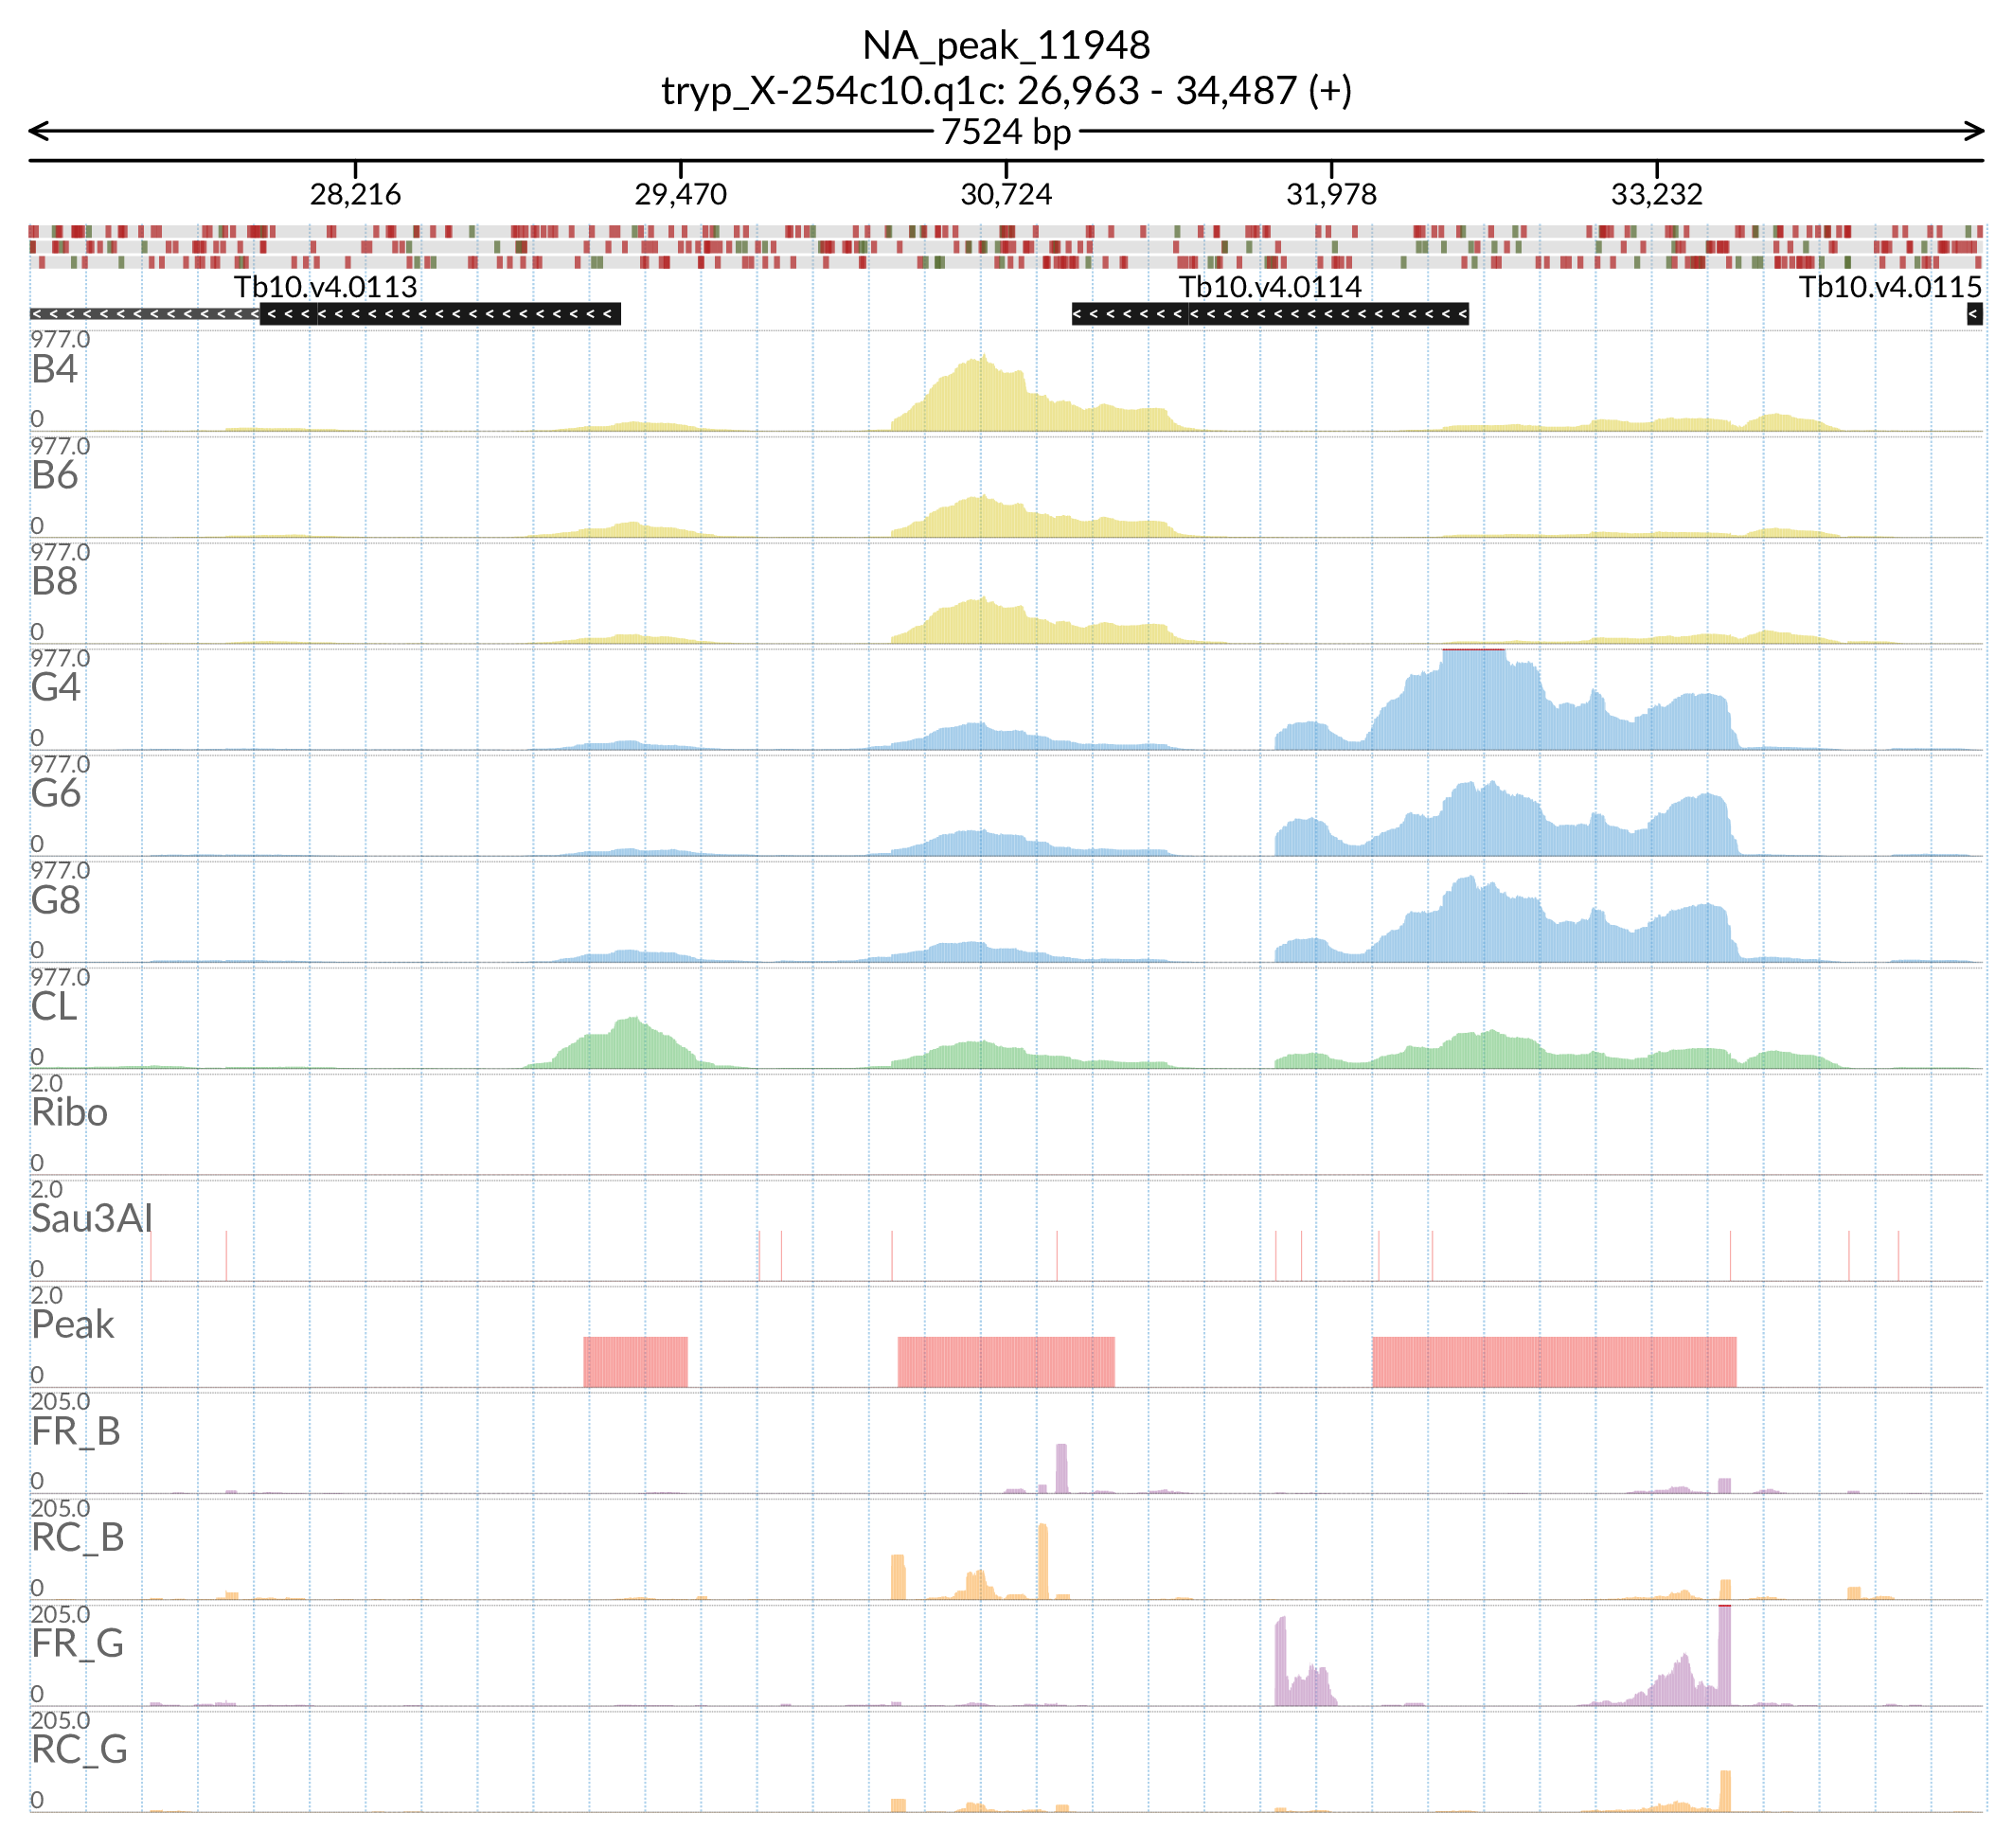 NA_peak_11948
tryp_X-254c10.q1c: 26,963 - 34,487 (+)
7524 bp
28,216 29,470 30,724 31,978 33,232
Tb10.v4.0113 Tb10.v4.0114 Tb10.v4.0115
977.0
B4
0
977.0
B6
0
977.0
B8
0
977.0
G4
0
977.0
G6
0
977.0
G8
0
977.0
CL
0
2.0
Ribo
0
2.0
Sau3AI
0
2.0
Peak
0
205.0
FR_B
0
205.0
RC_B
0
205.0
FR_G
0
205.0
RC_G
0